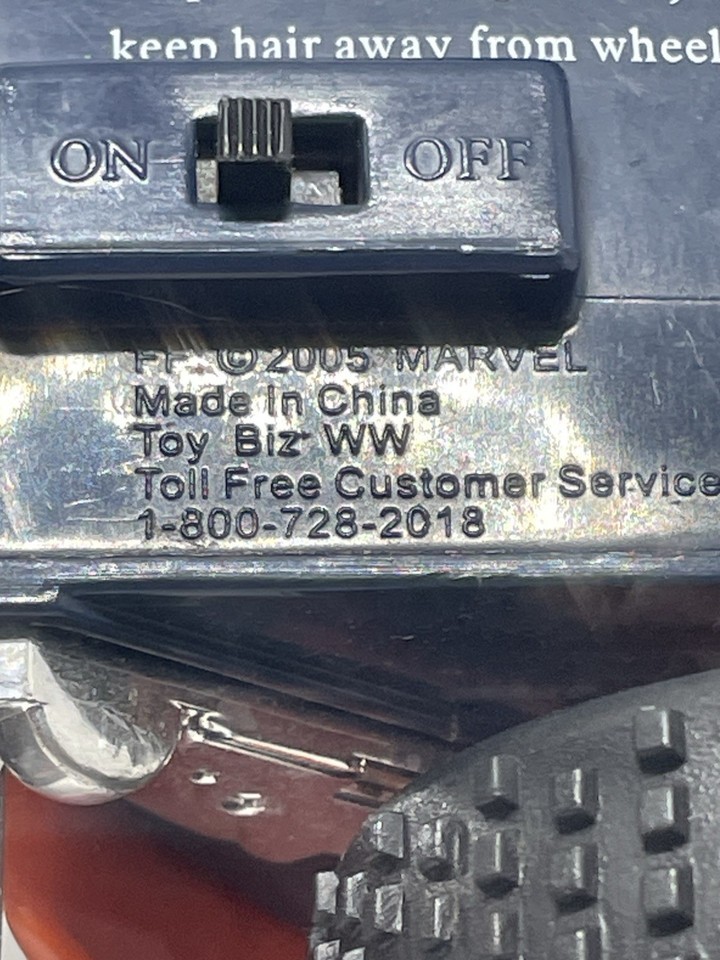 keep hair away from wheel
ON OFF
FF ©2005 MARVEL
Made In China
Toy Biz WW
Toll Free Customer Service
1-800-728-2018